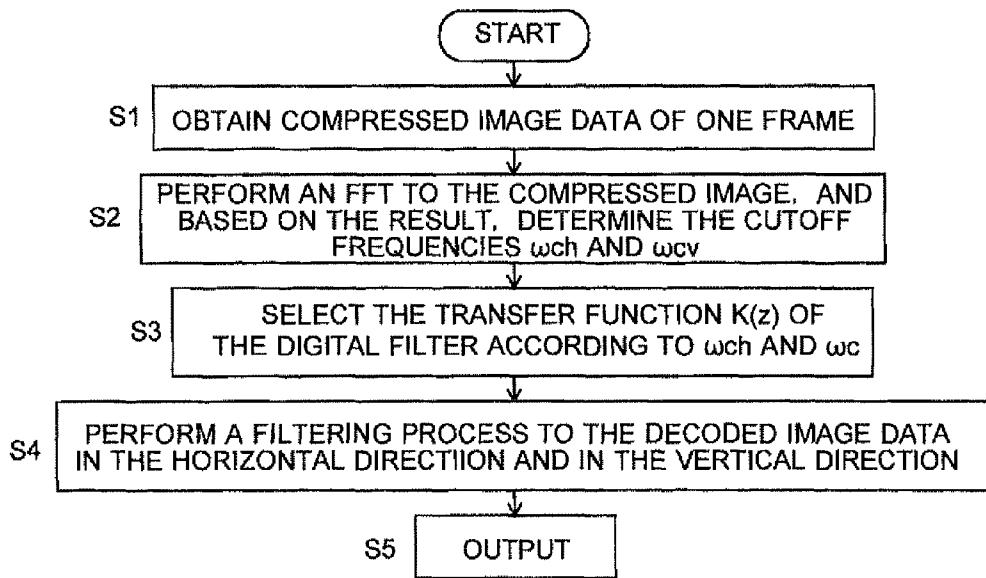 START
S1
OBTAIN COMPRESSED IMAGE DATA OF ONE FRAME
S2
PERFORM AN FFT TO THE COMPRESSED IMAGE, AND
BASED ON THE RESULT, DETERMINE THE CUTOFF
FREQUENCIES ωch AND ωcv
S3
SELECT THE TRANSFER FUNCTION K(z) OF
THE DIGITAL FILTER ACCORDING TO ωch AND ωc
S4
PERFORM A FILTERING PROCESS TO THE DECODED IMAGE DATA
IN THE HORIZONTAL DIRECTIION AND IN THE VERTICAL DIRECTION
S5
OUTPUT